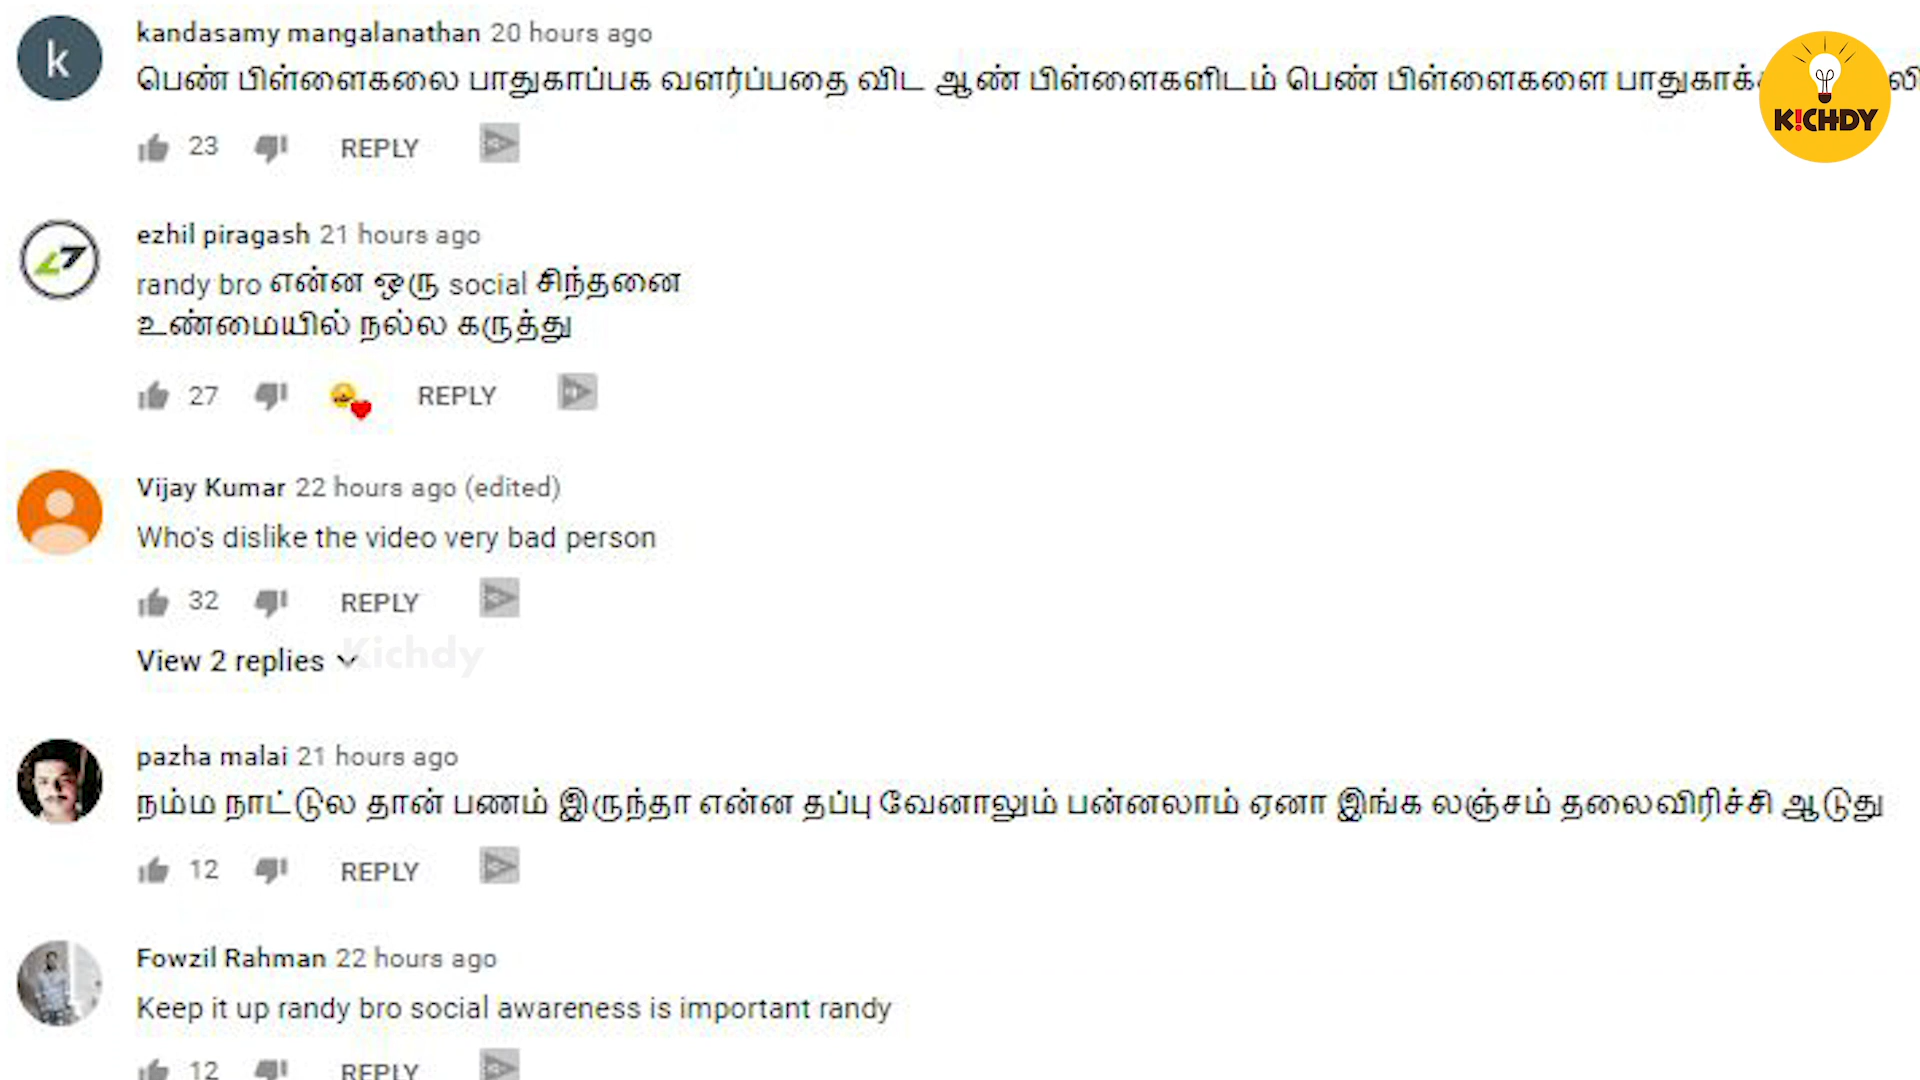 kandasamy mangalanathan 20 hours ago
பெண் பிள்ளைகலை பாதுகாப்பக வளர்ப்பதை விட ஆண் பிள்ளைகளிடம் பெண் பிள்ளைகளை
K!CHDY
23 REPLY
ezhil piragash 21 hours ago
randy bro என்ன ஒரு social சிந்தனை
உண்மையில் நல்ல கருத்து
27 REPLY
Vijay Kumar 22 hours ago (edited)
Who's dislike the video very bad person
32 REPLY
View 2 replies
Kichdy
pazha malai 21 hours ago
நம்ம நாட்டுல தான் பணம் இருந்தா என்ன தப்பு வேனாலும் பன்னலாம் ஏனா இங்க லஞ்சம் தலைவிரிச்சி ஆடுது
12 REPLY
Fowzil Rahman 22 hours ago
Keep it up randy bro social awareness is important randy
12 REPLY